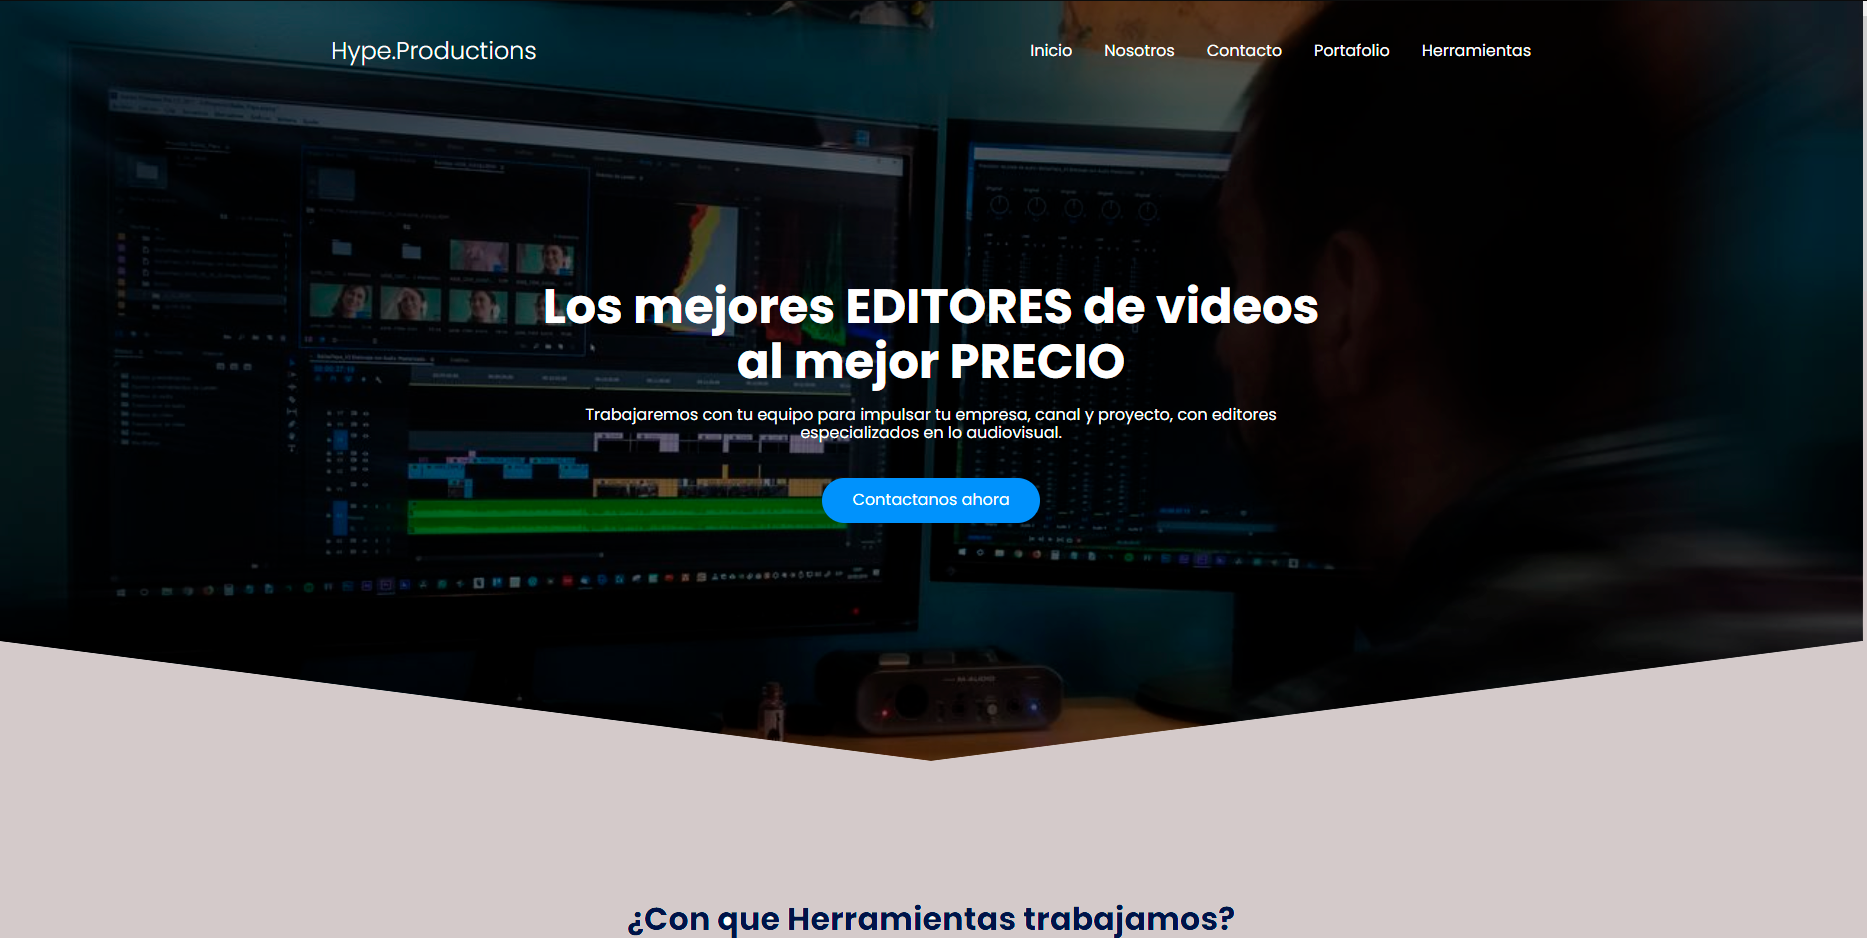 Hype.Productions
Inicio Nosotros Contacto Portafolio Herramientas
Los mejores EDITORES de videos
al mejor PRECIO
Trabajaremos con tu equipo para impulsar tu empresa, canal y proyecto, con editores
especializados en lo audiovisual.
Contactanos ahora
M-AUDIO
¿Con que Herramientas trabajamos?